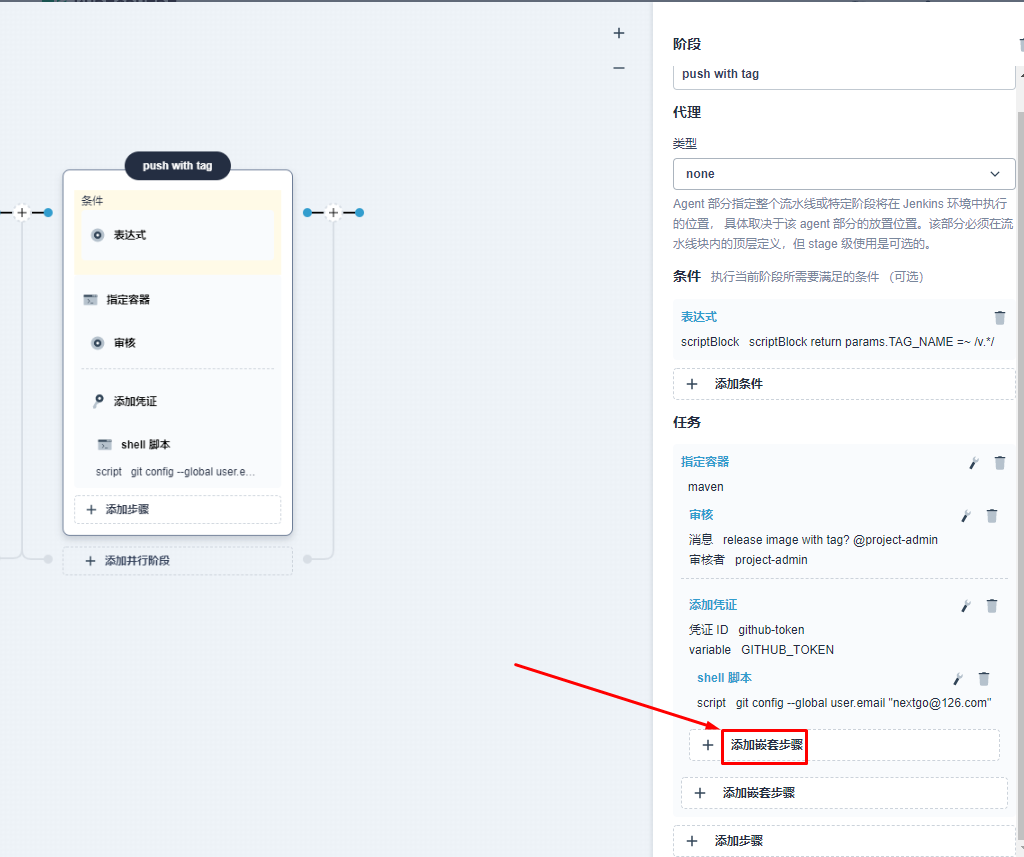 push with tag
条件
表达式
指定容器
审核
添加凭证
shell 脚本
script git config --global user.e...
添加步骤
添加并行阶段
阶段
push with tag
代理
类型
none
Agent 部分指定整个流水线或特定阶段将在 Jenkins 环境中执行
的位置， 具体取决于该 agent 部分的放置位置。该部分必须在流
水线块内的顶层定义，但 stage 级使用是可选的。
条件 执行当前阶段所需要满足的条件 （可选）
表达式
scriptBlock scriptBlock return params.TAG_NAME =~ /v.*/
添加条件
任务
指定容器
maven
审核
消息 release image with tag? @project-admin
审核者 project-admin
添加凭证
凭证 ID github-token
variable GITHUB_TOKEN
shell 脚本
script git config --global user.email "nextgo@126.com"
添加嵌套步骤
添加嵌套步骤
添加步骤